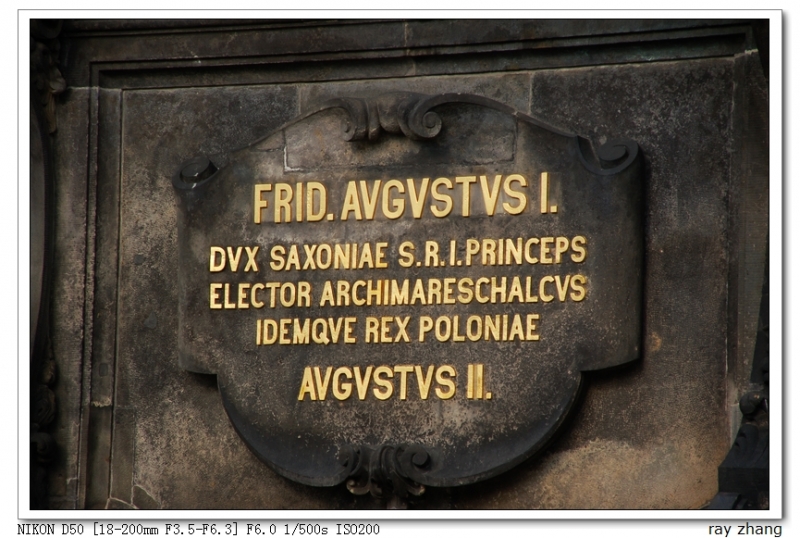 FRID. AVGVSTVS I.
DVX SAXONIAE S.R.I.PRINCEPS
ELECTOR ARCHIMARESCHALCVS
IDEMQVE REX POLONIAE
AVGVSTVS II.
NIKON D50 [18-200mm F3.5-F6.3] F6.0 1/500s ISO200
ray zhang